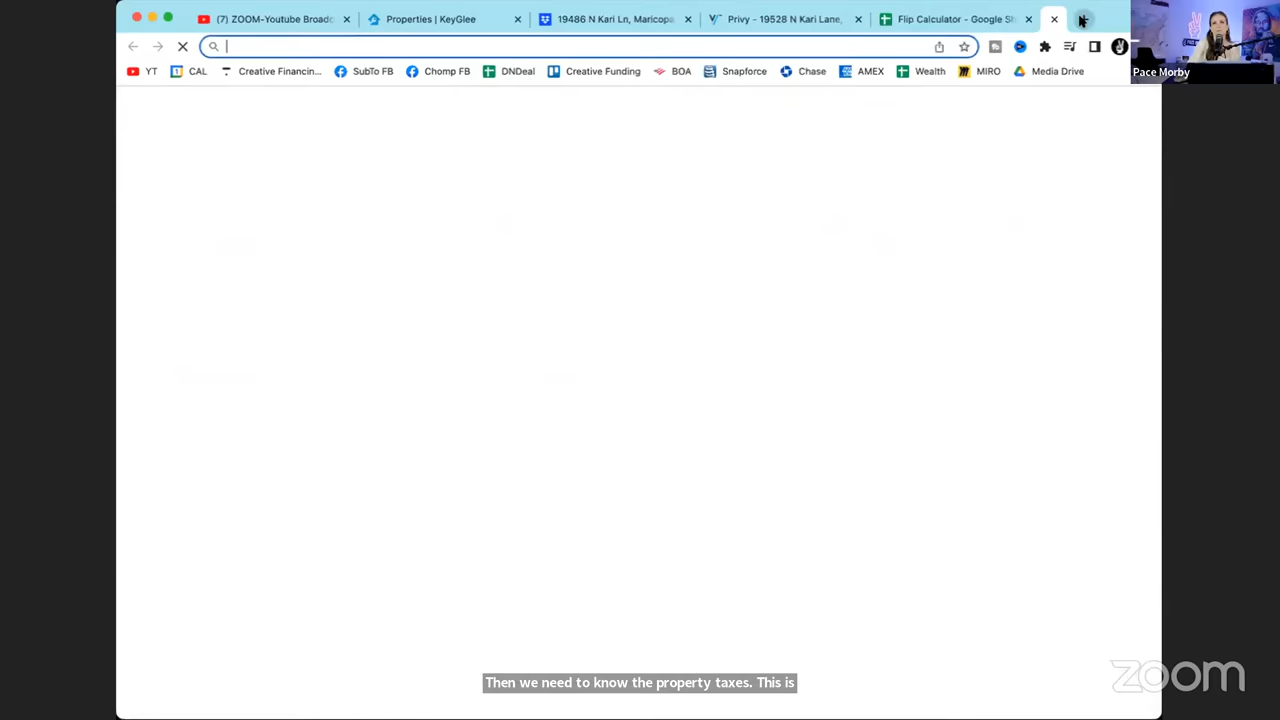 (7) ZOOM-Youtube Broadc
Properties | KeyGlee
19486 N Kari Ln, Maricopa
Privy - 19528 N Kari Lane,
Flip Calculator - Google Sh
YT
CAL
Creative Financin...
SubTo FB
Chomp FB
DNDeal
Creative Funding
BOA
Snapforce
Chase
AMEX
Wealth
MIRO
Media Drive
Pace Morby
Then we need to know the property taxes. This is
zoom